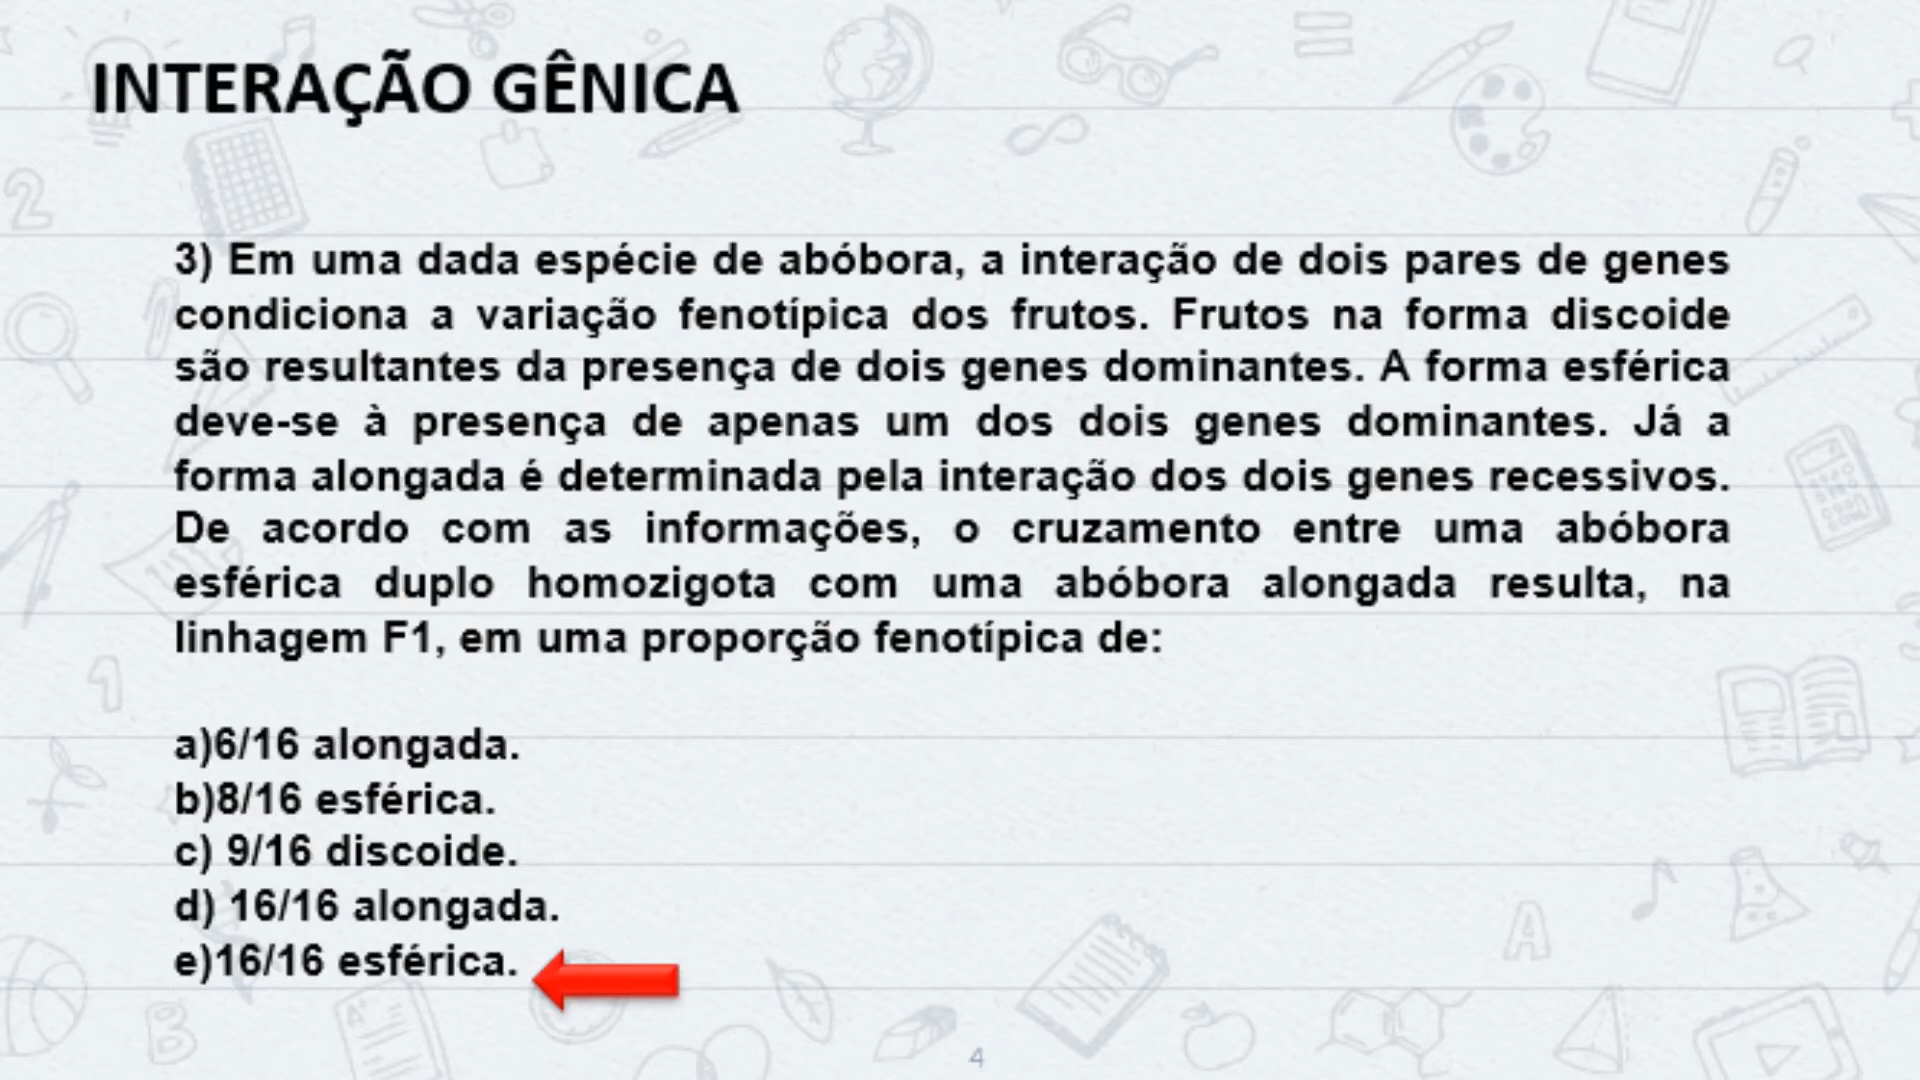 INTERAÇÃO GÊNICA
3) Em uma dada espécie de abóbora, a interação de dois pares de genes
condiciona a variação fenotípica dos frutos. Frutos na forma discoide
são resultantes da presença de dois genes dominantes. A forma esférica
deve-se à presença de apenas um dos dois genes dominantes. Já a
forma alongada é determinada pela interação dos dois genes recessivos.
De acordo com as informações, o cruzamento entre uma abóbora
esférica duplo homozigota com uma abóbora alongada resulta, na
linhagem F1, em uma proporção fenotípica de:
a)6/16 alongada.
b)8/16 esférica.
c) 9/16 discoide.
d) 16/16 alongada.
e)16/16 esférica.
4